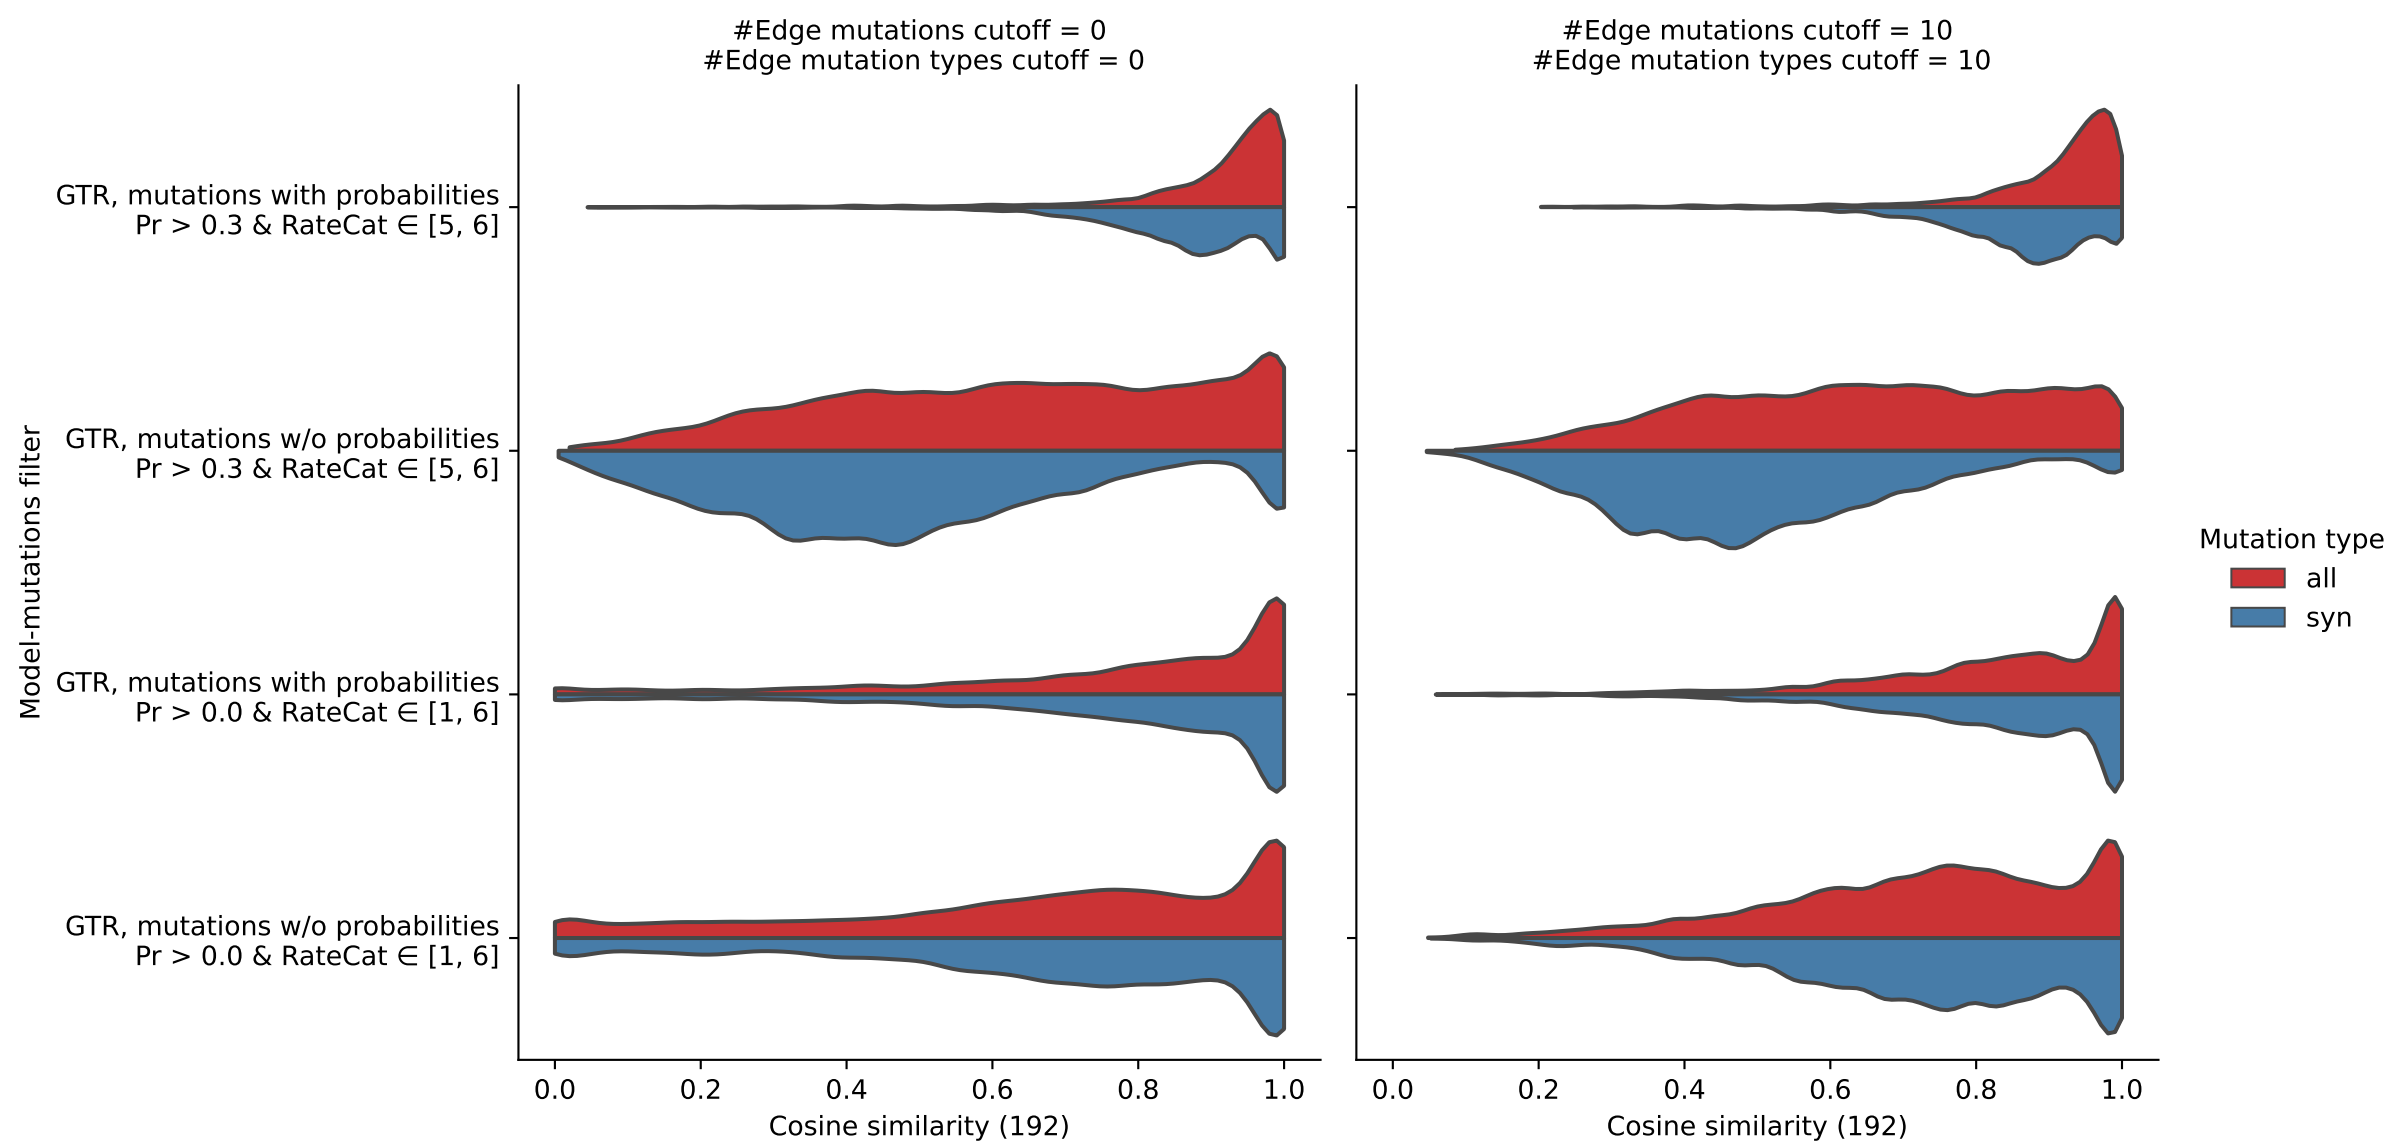 #Edge mutations cutoff = 0
#Edge mutation types cutoff = 0
#Edge mutations cutoff = 10
#Edge mutation types cutoff = 10
Model-mutations filter
GTR, mutations with probabilities
Pr > 0.3 & RateCat ∈ [5, 6]
GTR, mutations w/o probabilities
Pr > 0.3 & RateCat ∈ [5, 6]
GTR, mutations with probabilities
Pr > 0.0 & RateCat ∈ [1, 6]
GTR, mutations w/o probabilities
Pr > 0.0 & RateCat ∈ [1, 6]
0.0 0.2 0.4 0.6 0.8 1.0
Cosine similarity (192)
0.0 0.2 0.4 0.6 0.8 1.0
Cosine similarity (192)
Mutation type
all
syn